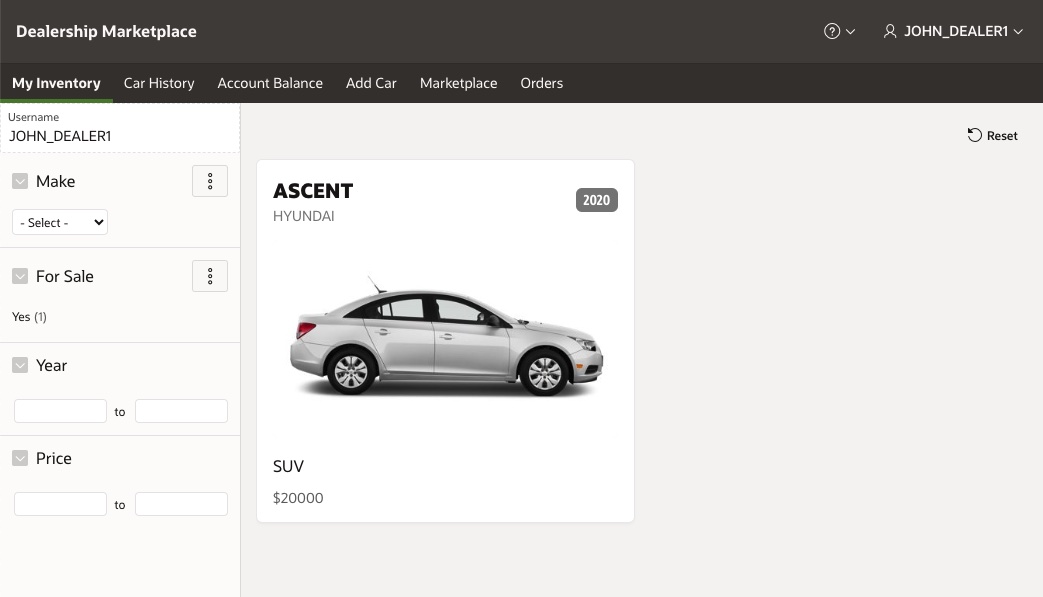 Dealership Marketplace
JOHN_DEALER1
My Inventory Car History Account Balance Add Car Marketplace Orders
Username
JOHN_DEALER1
Make
- Select -
For Sale
Yes (1)
Year
to
Price
to
Reset
ASCENT
2020
HYUNDAI
SUV
$20000